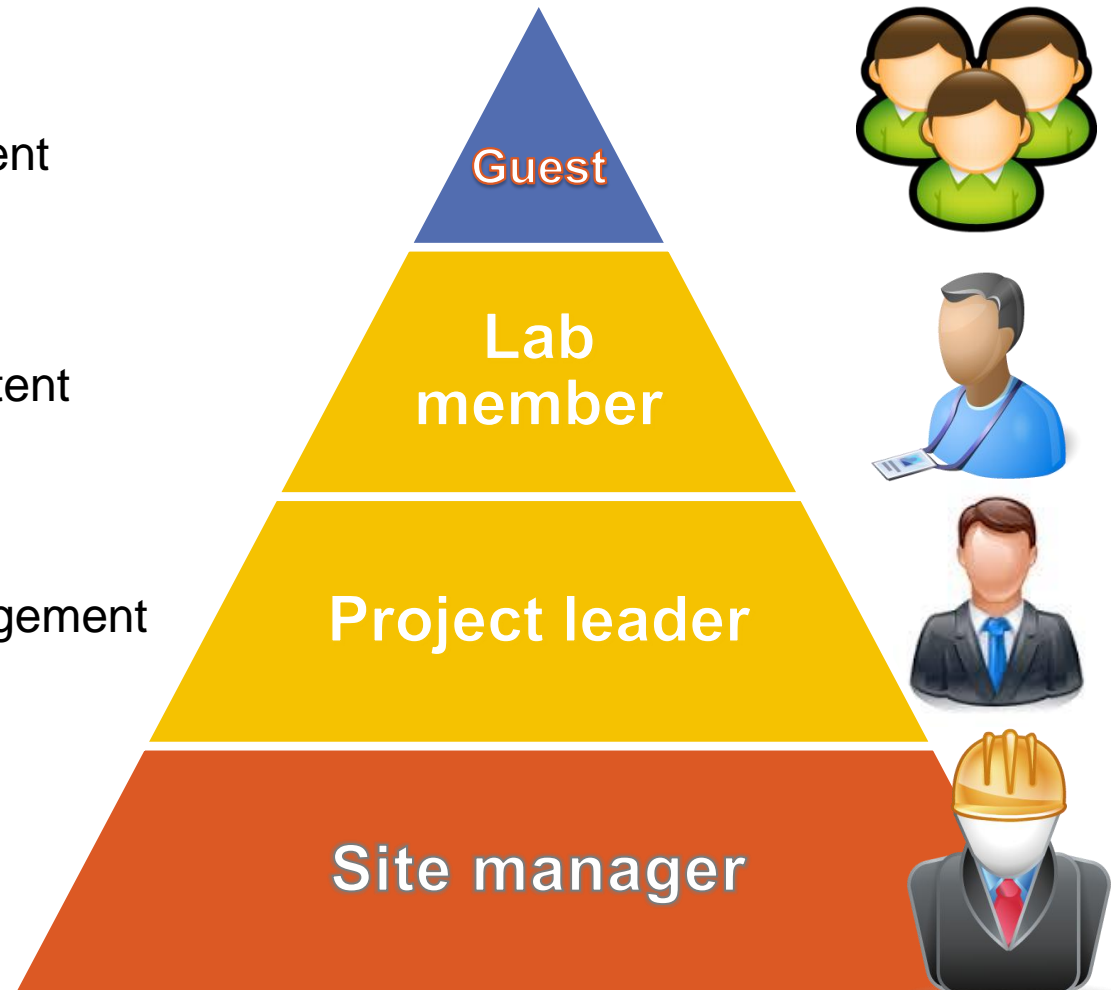 ent
Guest
Lab
member
tent
Project leader
gement
Site manager